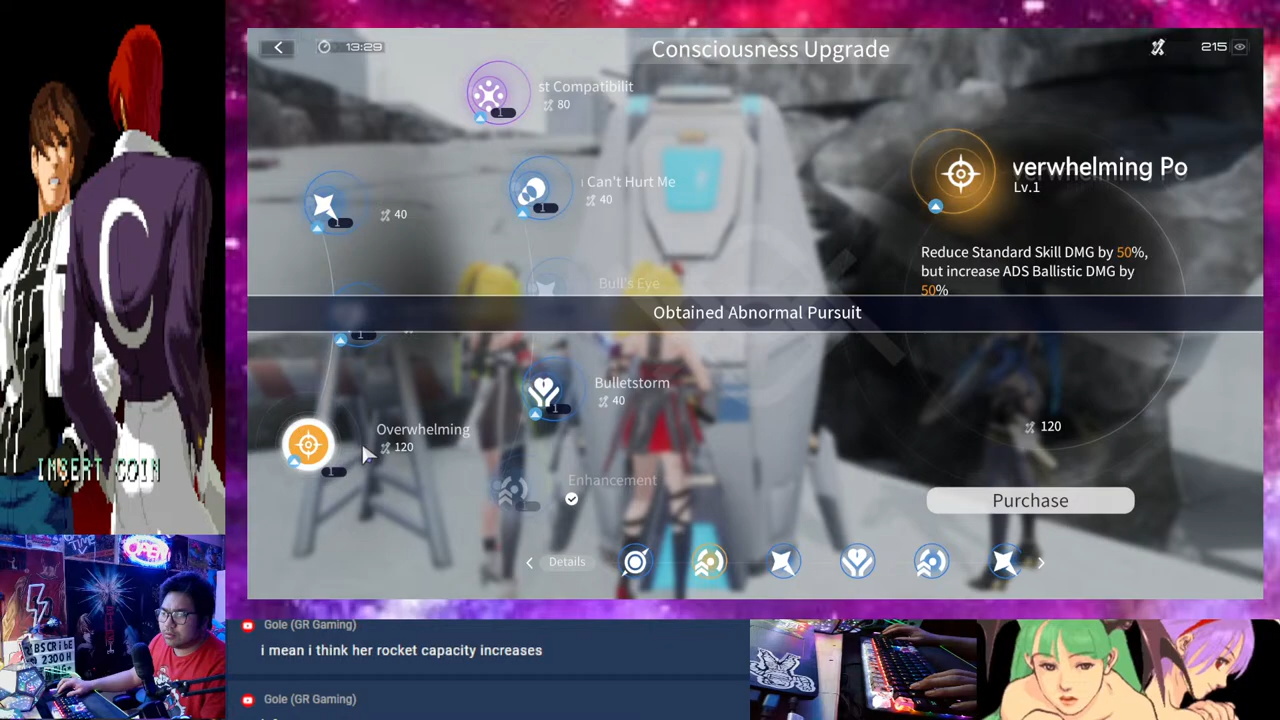 13:29
Consciousness Upgrade
215
st Compatibilit
80
verwhelming Po
Lv.1
Can't Hurt Me
40
40
Reduce Standard Skill DMG by 50%,
but increase ADS Ballistic DMG by
50%
Bull's Eye
Obtained Abnormal Pursuit
Bulletstorm
40
Overwhelming
120
120
Enhancement
Purchase
Details
INSERT COIN
OPEN
2300H
Gole (GR Gaming)
i mean i think her rocket capacity increases
Gole (GR Gaming)